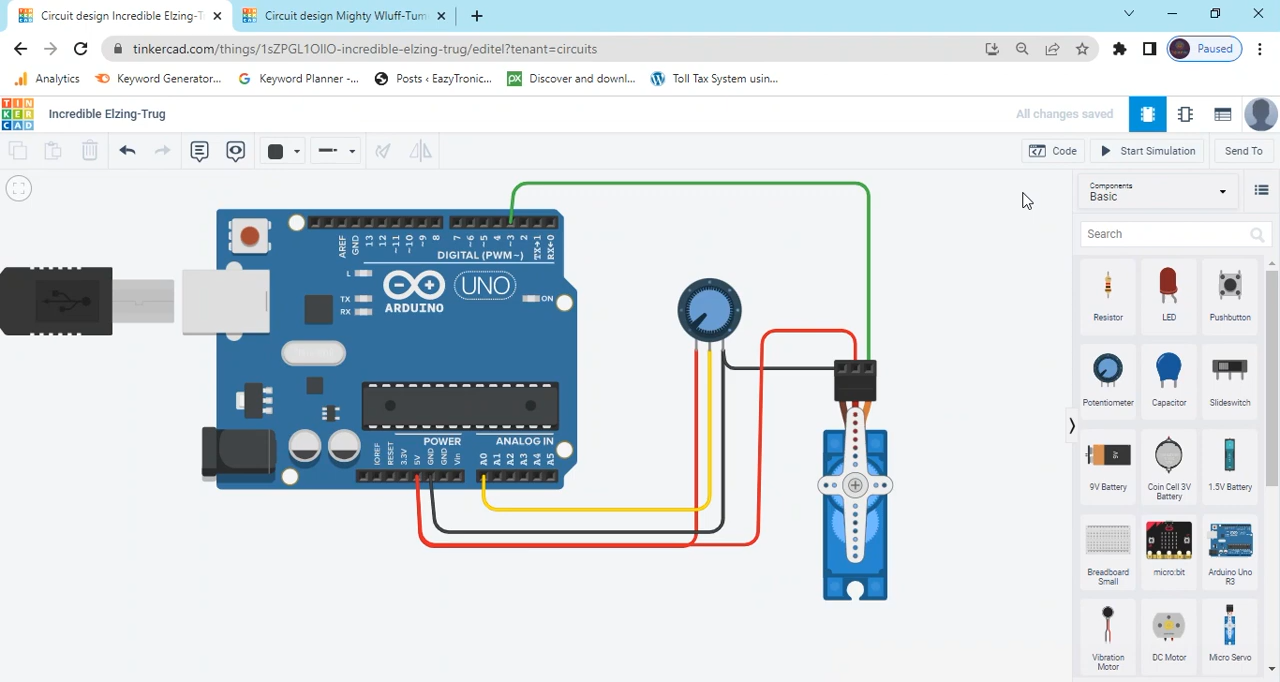 Circuit design Incredible Elzing-T
Circuit design Mighty Wluff-Tum
tinkercad.com/things/1sZPGL1OllO-incredible-elzing-trug/editel?tenant=circuits
Paused
Analytics
Keyword Generator...
Keyword Planner -...
Posts ‹ EazyTronic...
px
Discover and downl...
Toll Tax System usin...
TIN
KER
CAD
Incredible Elzing-Trug
All changes saved
Code
Start Simulation
Send To
Components
Basic
Search
Resistor
LED
Pushbutton
Potentiometer
Capacitor
Slideswitch
9V
9V Battery
Coin Cell 3V
Battery
1.5V Battery
Breadboard
Small
micro:bit
Arduino Uno
R3
Vibration
Motor
DC Motor
Micro Servo
AREF
GND
13
12
~11
~10
~9
8
7
~6
~5
4
~3
2
TX→1
RX←0
DIGITAL (PWM~)
L
TX
RX
ARDUINO
UNO
ON
POWER
ANALOG IN
IOREF
RESET
3.3V
5V
GND
GND
Vin
A0
A1
A2
A3
A4
A5